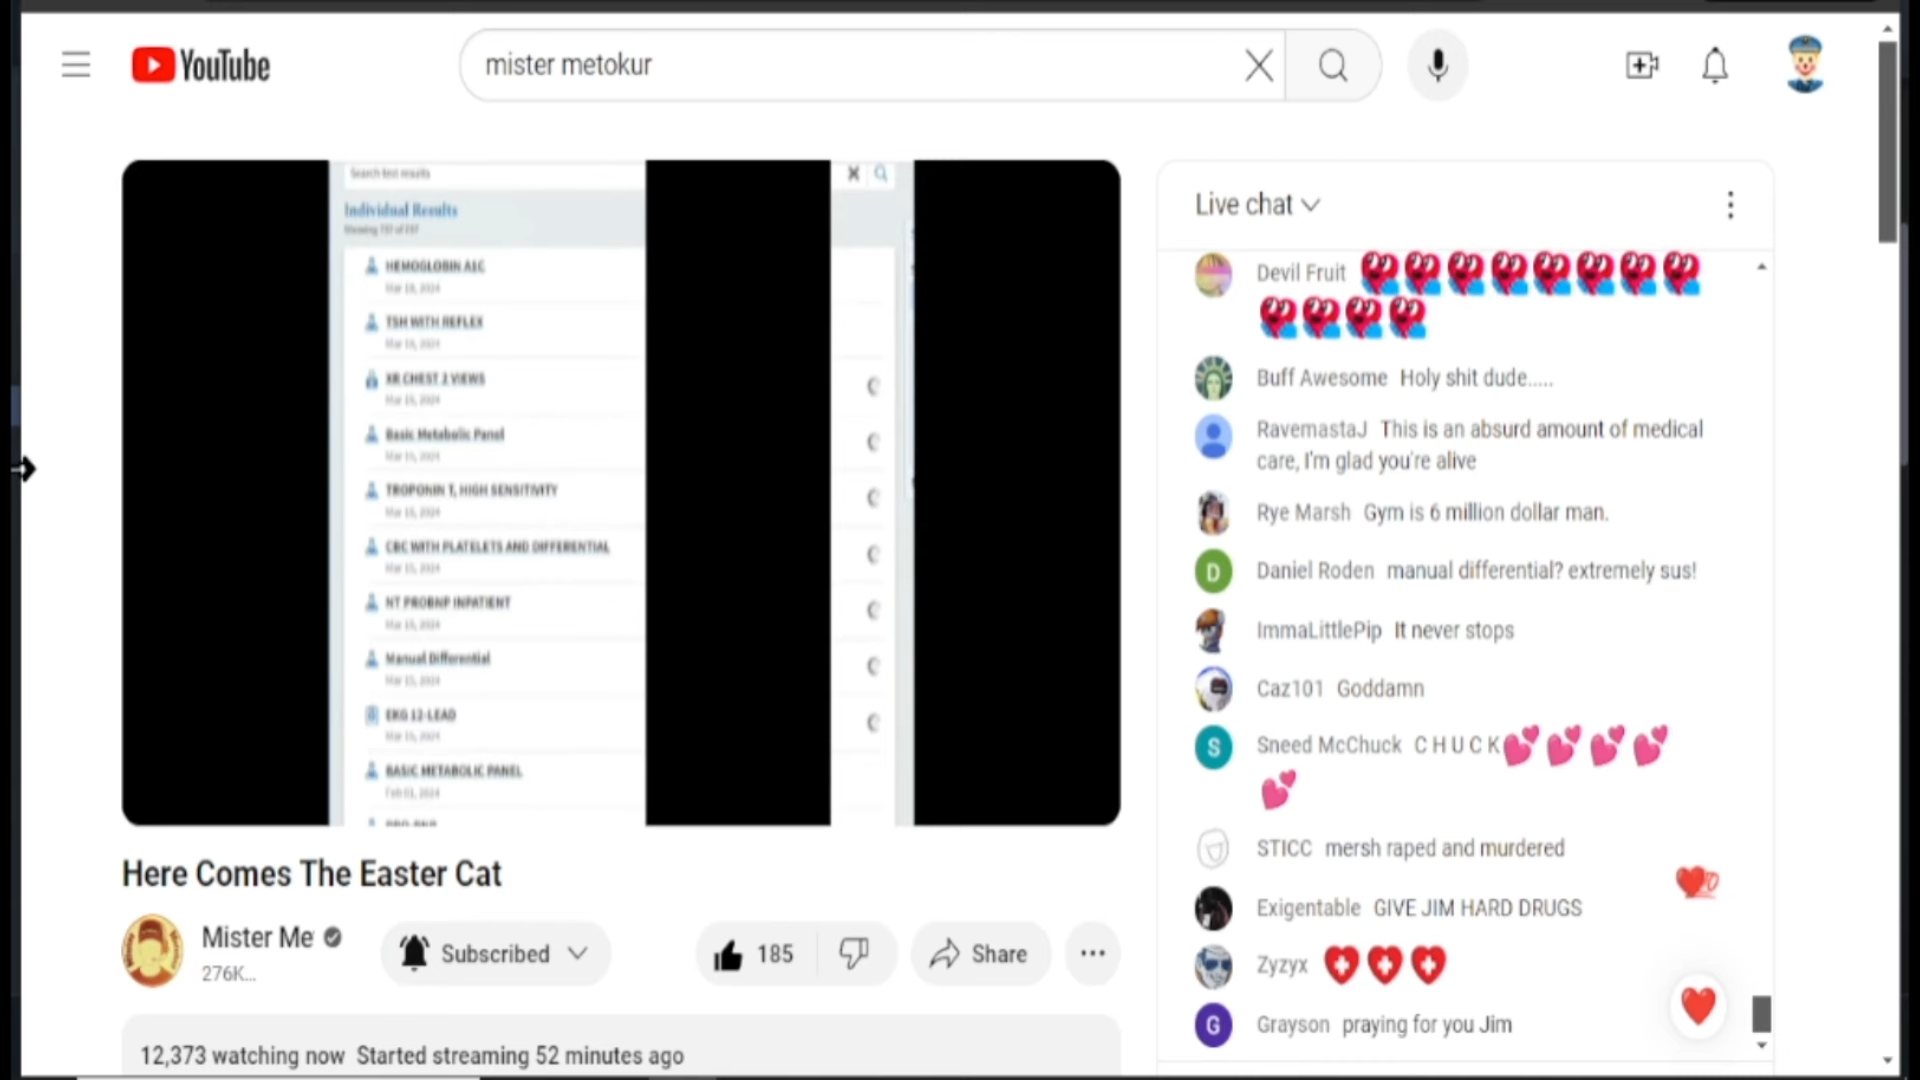 YouTube
mister metokur
Search test results
Individual Results
HEMOGLOBIN A1C
Mar 18, 2024
TSH WITH REFLEX
Mar 18, 2024
XR CHEST 2 VIEWS
Mar 15, 2024
Basic Metabolic Panel
Mar 15, 2024
TROPONIN T, HIGH SENSITIVITY
Mar 15, 2024
CBC WITH PLATELETS AND DIFFERENTIAL
Mar 15, 2024
NT PROBNP INPATIENT
Mar 15, 2024
Manual Differential
Mar 15, 2024
EKG 12-LEAD
Mar 15, 2024
BASIC METABOLIC PANEL
Feb 01, 2024
Here Comes The Easter Cat
Mister Me
276K...
Subscribed
185
Share
12,373 watching now Started streaming 52 minutes ago
Live chat
Devil Fruit
Buff Awesome Holy shit dude.....
RavemastaJ This is an absurd amount of medical
care, I'm glad you're alive
Rye Marsh Gym is 6 million dollar man.
D Daniel Roden manual differential? extremely sus!
ImmaLittlePip It never stops
Caz101 Goddamn
S Sneed McChuck C H U C K
STICC mersh raped and murdered
Exigentable GIVE JIM HARD DRUGS
Zyzyx
G Grayson praying for you Jim